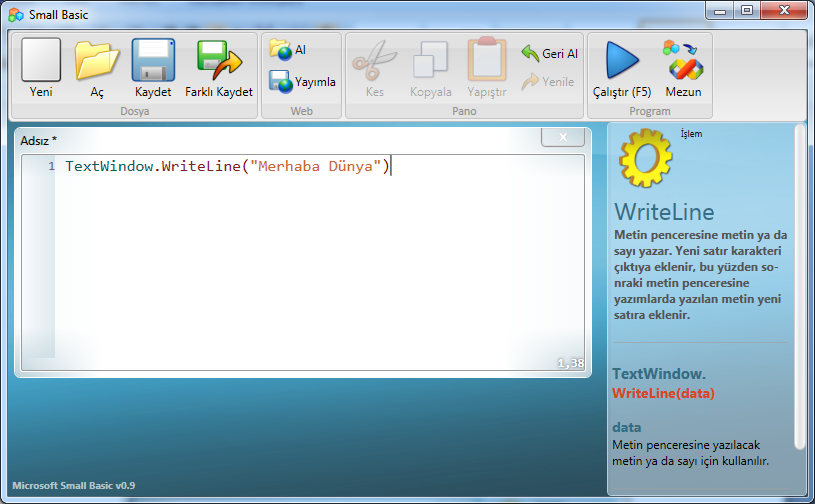 Small Basic
Yeni
Aç
Kaydet
Farklı Kaydet
Dosya
Al
Yayımla
Web
Kes
Kopyala
Yapıştır
Geri Al
Yenile
Pano
Çalıştır (F5)
Mezun
Program
Adsız *
1 TextWindow.WriteLine("Merhaba Dünya")
1,38
İşlem
WriteLine
Metin penceresine metin ya da
sayı yazar. Yeni satır karakteri
çıktıya eklenir, bu yüzden so-
nraki metin penceresine
yazımlarda yazılan metin yeni
satıra eklenir.
TextWindow.
WriteLine(data)
data
Metin penceresine yazılacak
metin ya da sayı için kullanılır.
Microsoft Small Basic v0.9